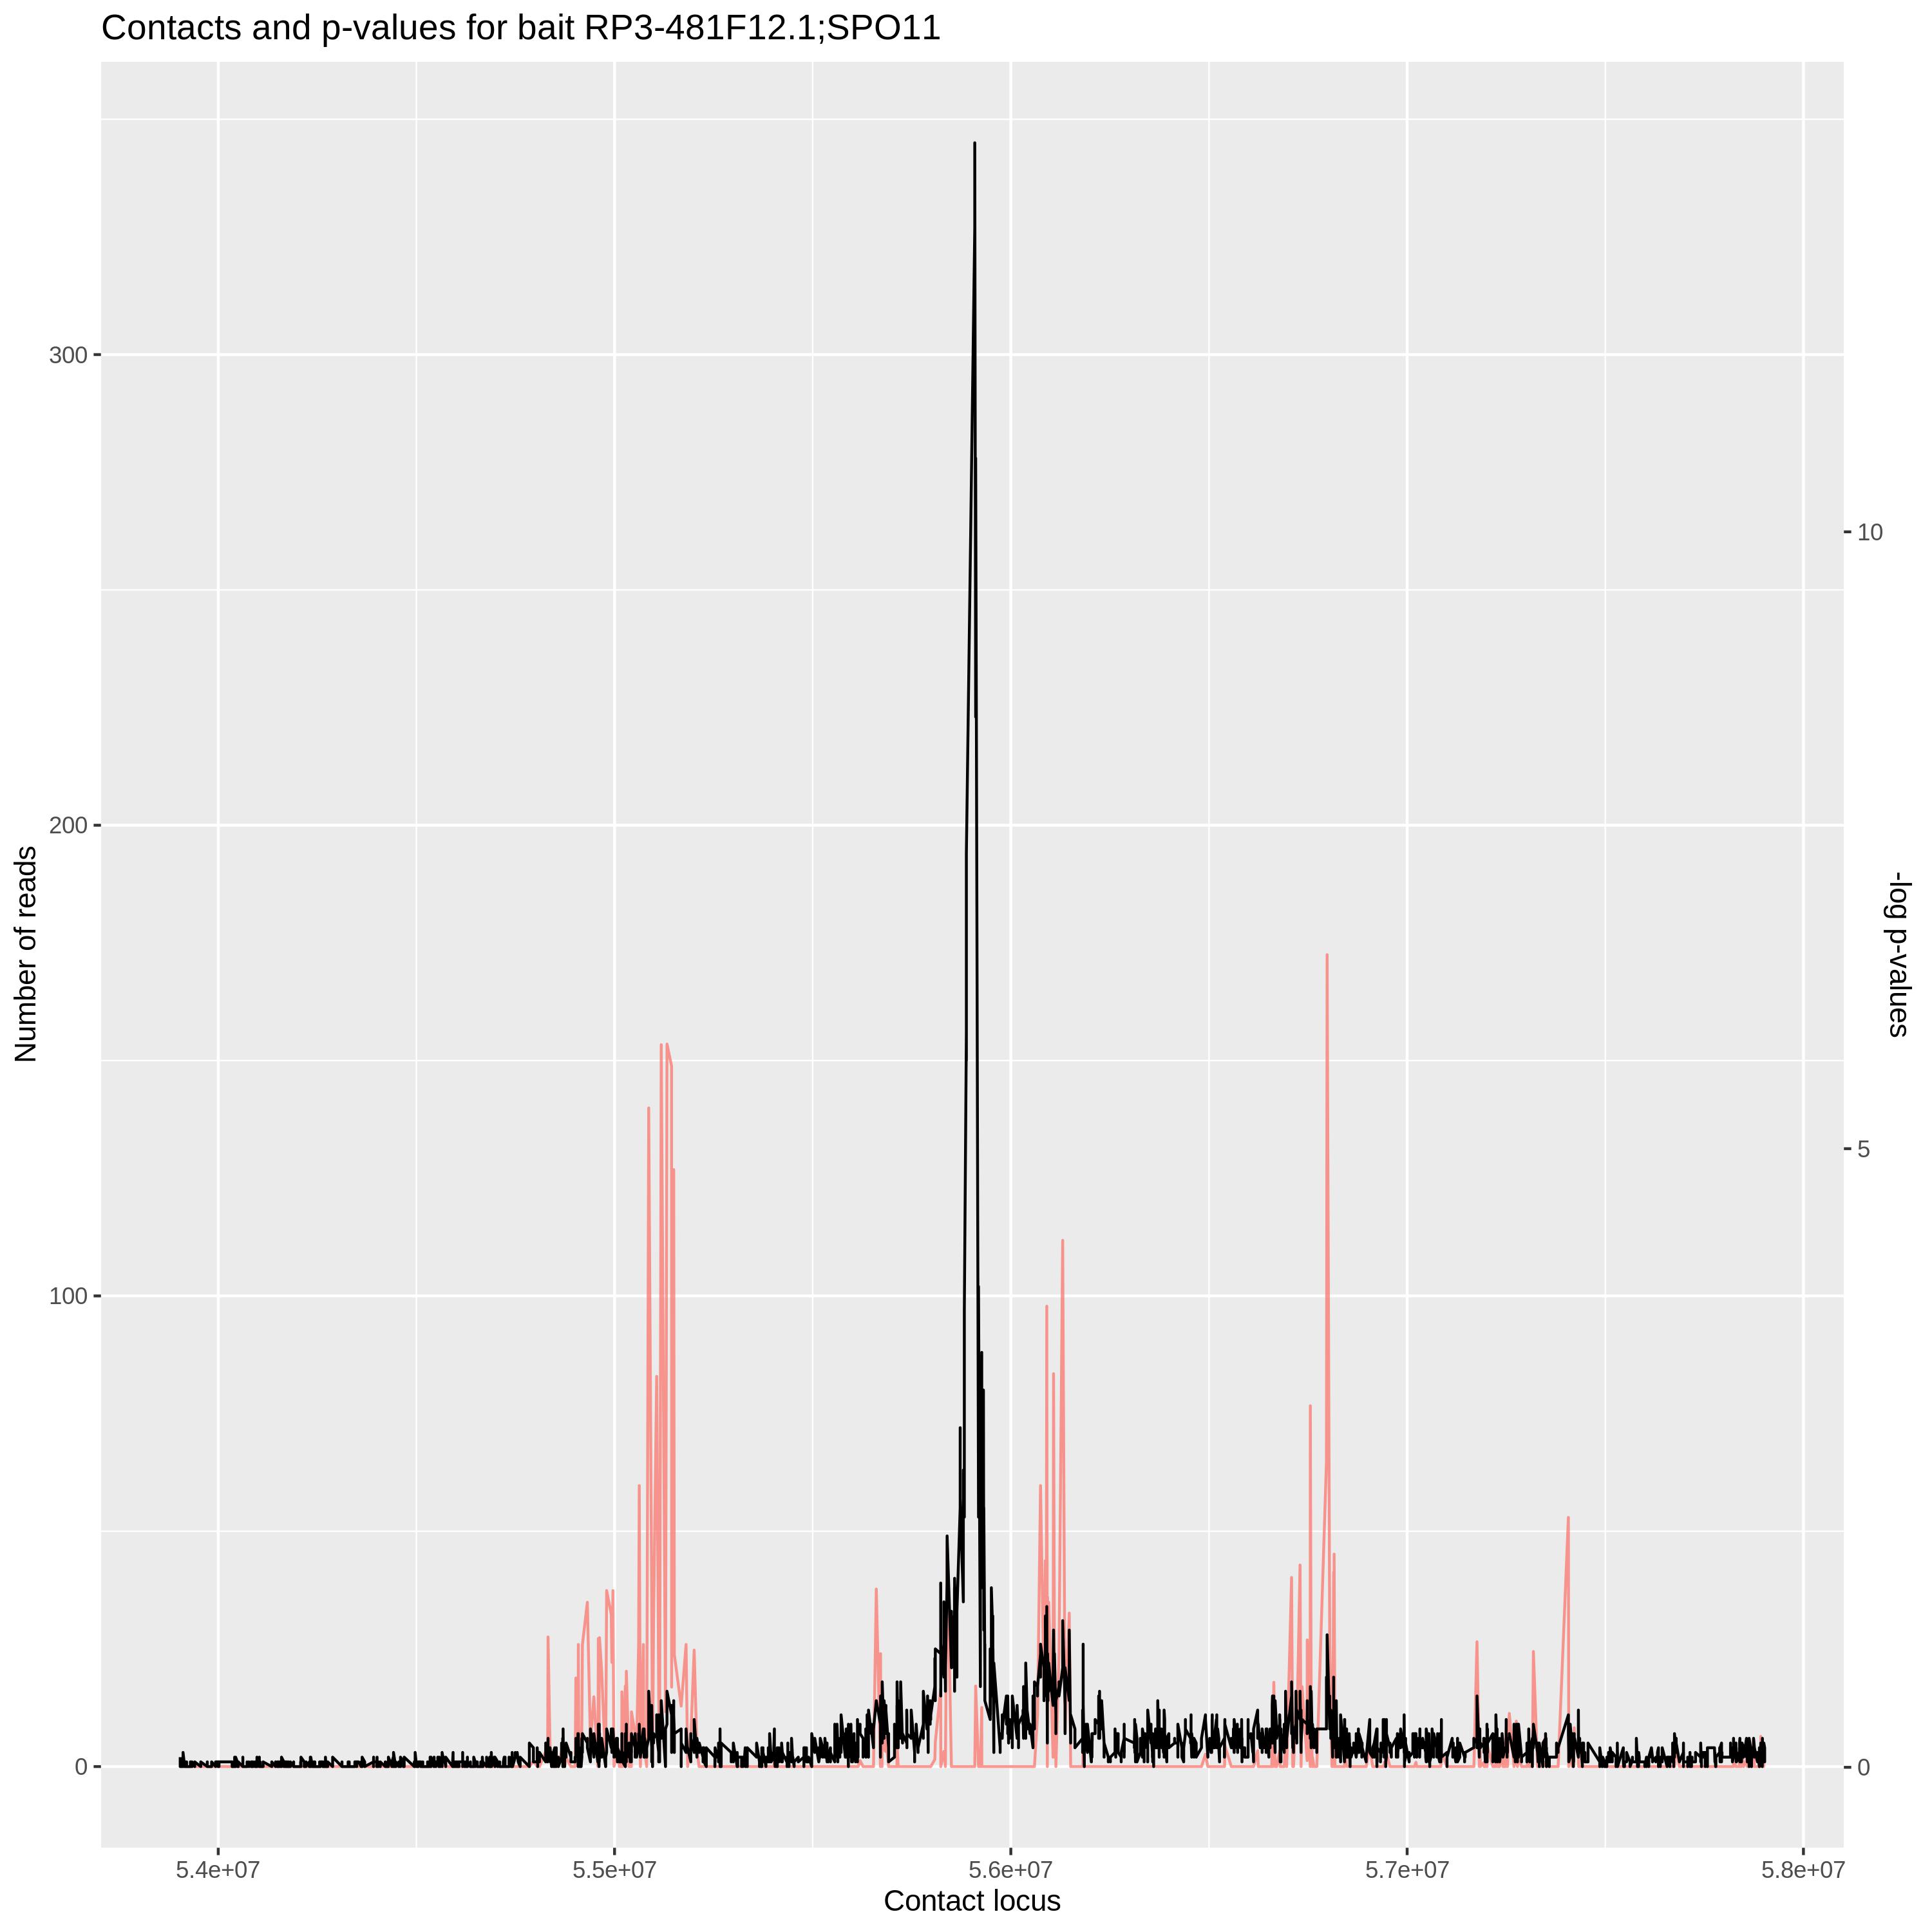 Contacts and p-values for bait RP3-481F12.1;SPO11
300
200
100
0
Number of reads
10
5
0
-log p-values
5.4e+07
5.5e+07
5.6e+07
5.7e+07
5.8e+07
Contact locus